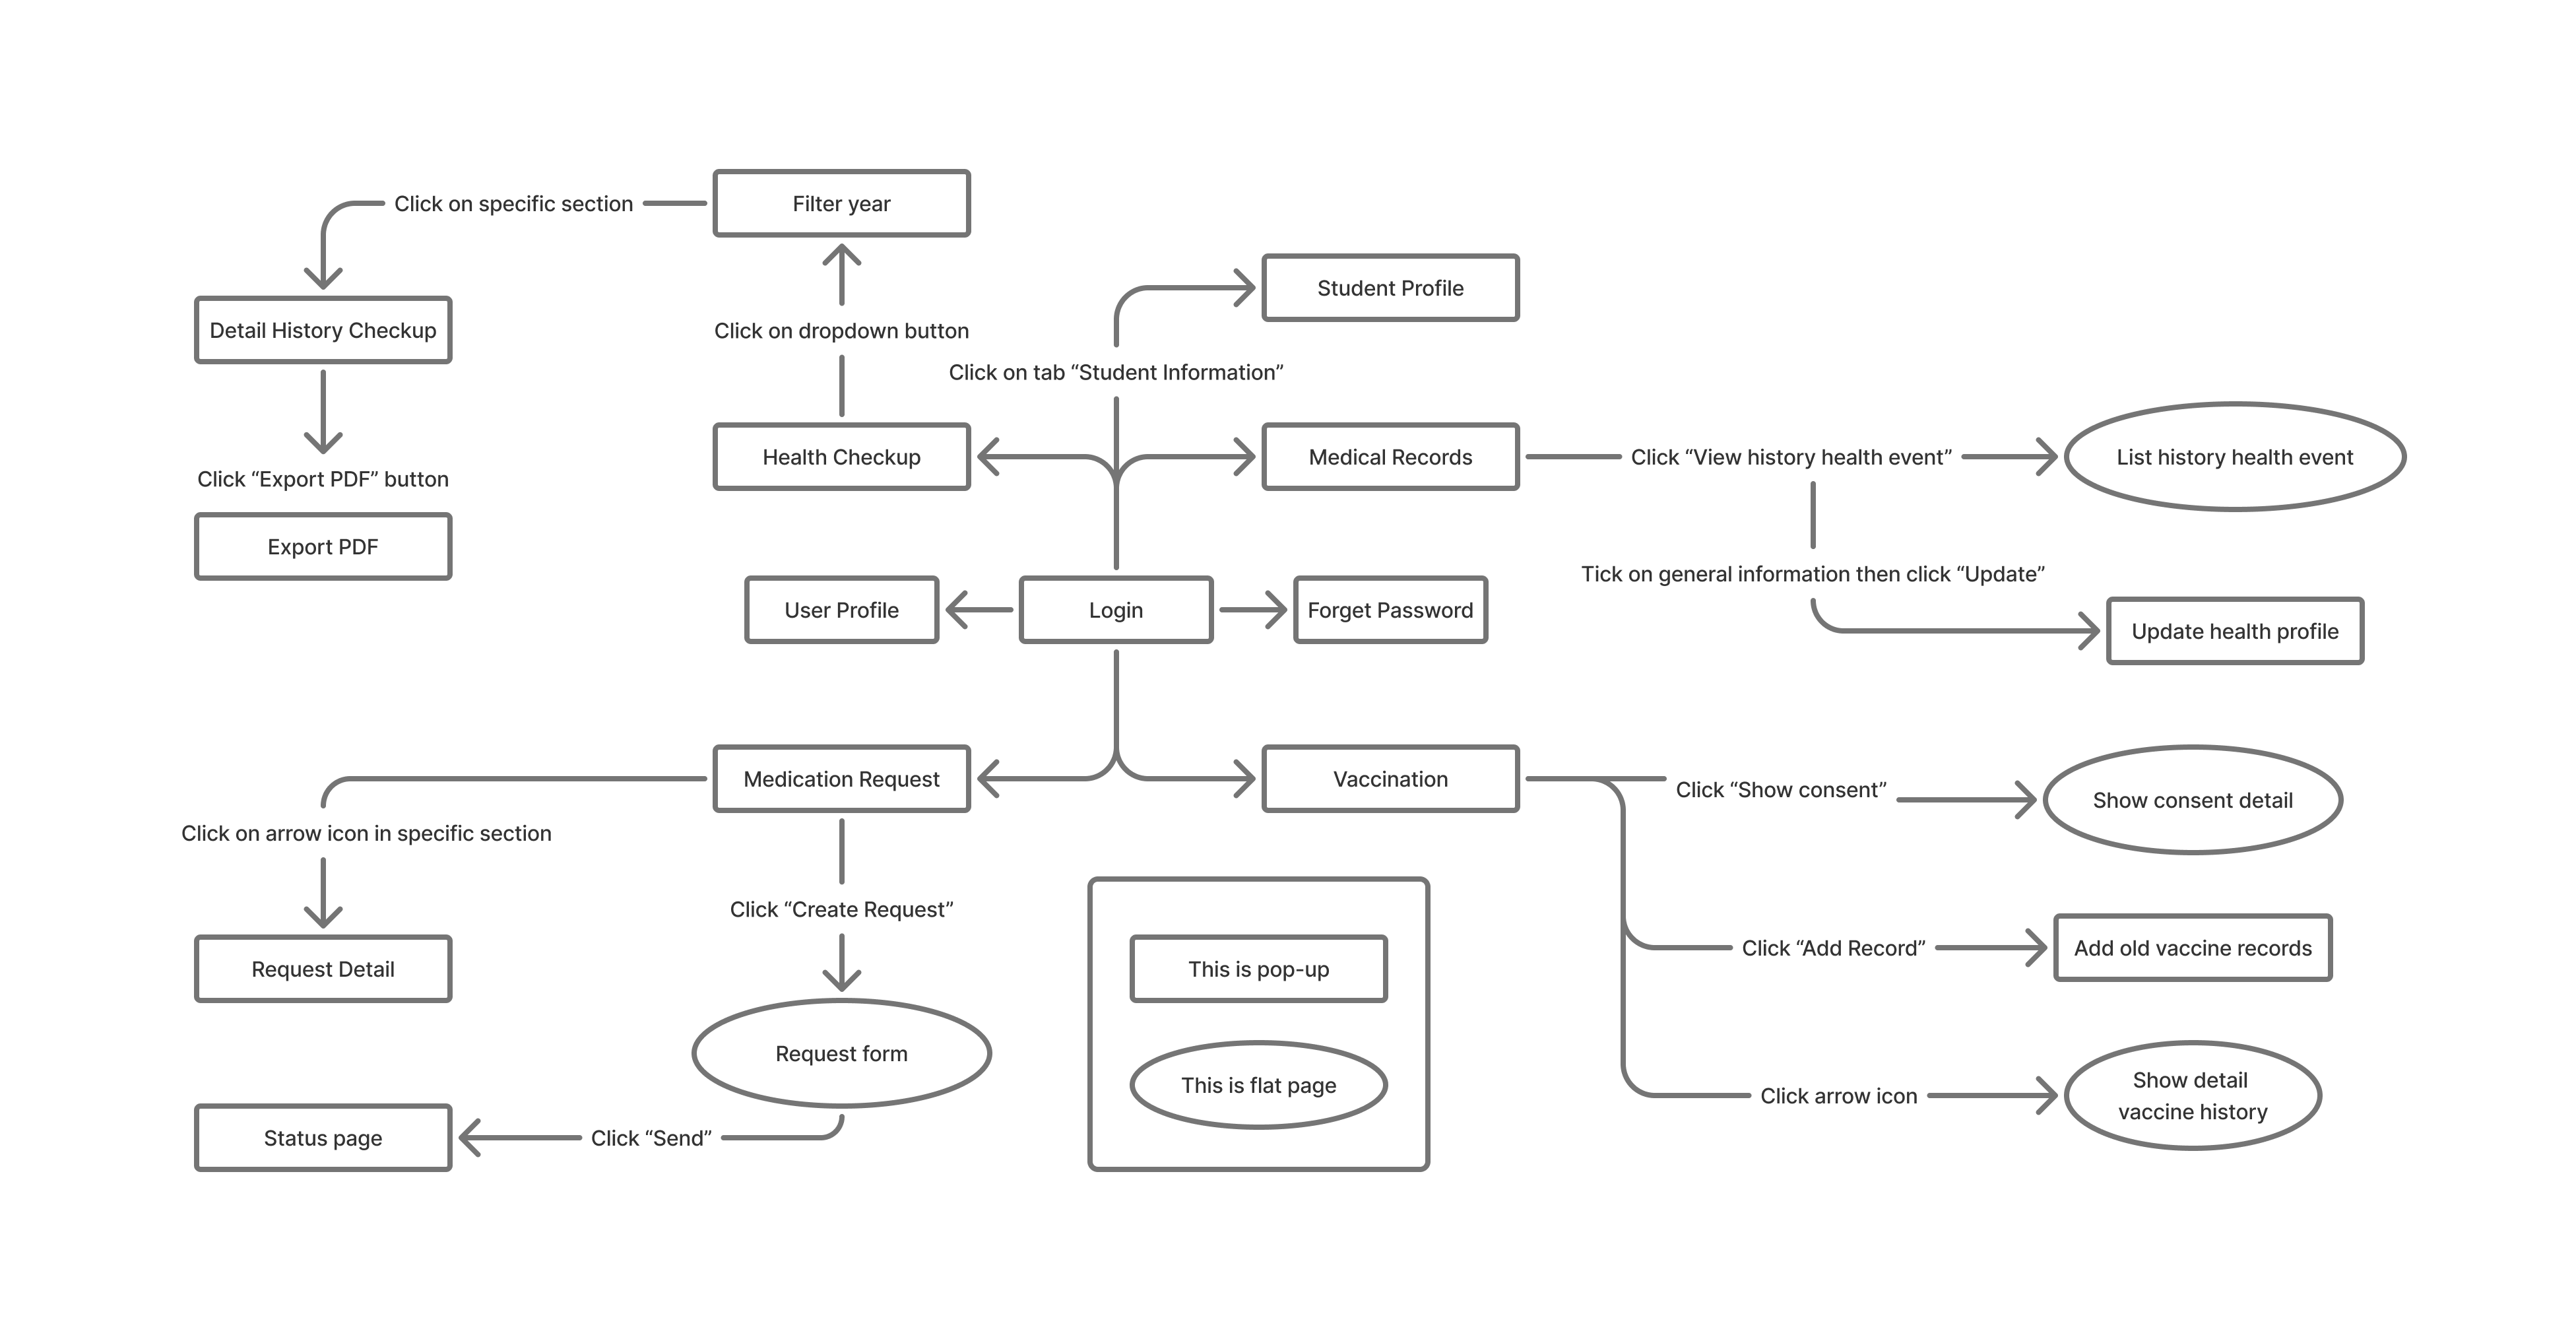 Click on specific section
Filter year
Student Profile
Detail History Checkup
Click on dropdown button
Click on tab “Student Information”
Health Checkup
Medical Records
Click “View history health event”
List history health event
Click “Export PDF” button
Export PDF
Tick on general information then click “Update”
User Profile
Login
Forget Password
Update health profile
Medication Request
Vaccination
Click “Show consent”
Show consent detail
Click on arrow icon in specific section
Click “Create Request”
Click “Add Record”
Add old vaccine records
Request Detail
This is pop-up
Request form
This is flat page
Click arrow icon
Show detail
vaccine history
Status page
Click “Send”